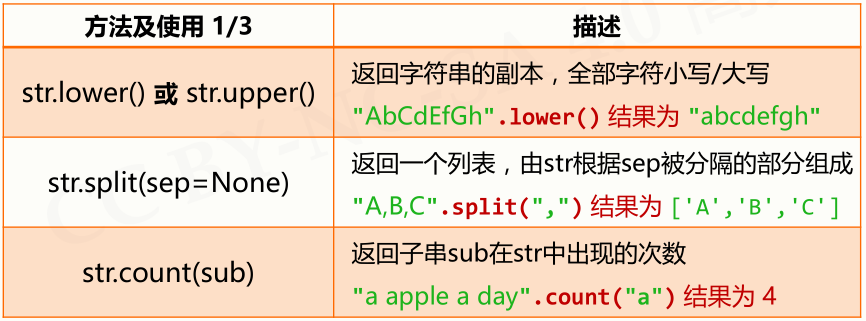 方法及使用 1/3
描述
str.lower() 或 str.upper()
返回字符串的副本，全部字符小写/大写
"AbCdEfGh".lower() 结果为 "abcdefgh"
str.split(sep=None)
返回一个列表，由str根据sep被分隔的部分组成
"A,B,C".split(",") 结果为 ['A','B','C']
str.count(sub)
返回子串sub在str中出现的次数
"a apple a day".count("a") 结果为 4